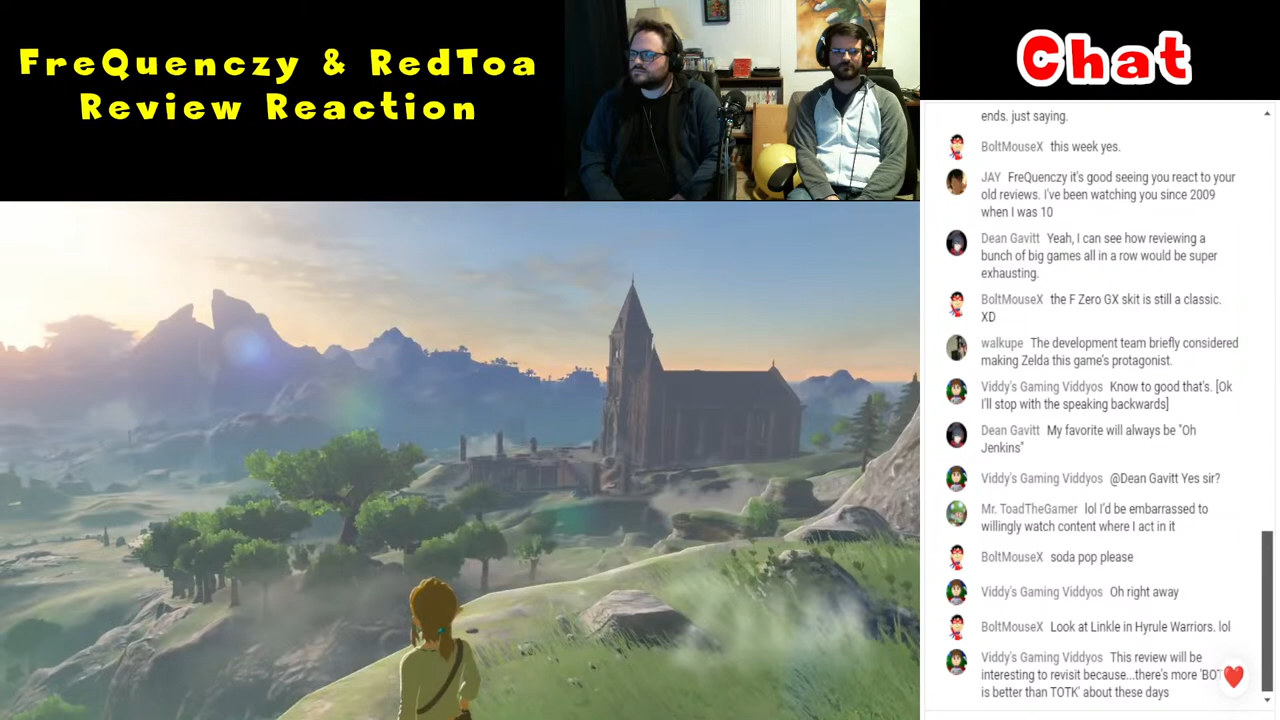 FreQuenczy & RedToa
Review Reaction
Chat
ends. just saying.
BoltMouseX this week yes.
JAY FreQuenczy it's good seeing you react to your
old reviews. I've been watching you since 2009
when I was 10
Dean Gavitt Yeah, I can see how reviewing a
bunch of big games all in a row would be super
exhausting.
BoltMouseX the F Zero GX skit is still a classic.
XD
walkupe The development team briefly considered
making Zelda this game's protagonist.
Viddy's Gaming Viddyos Know to good that's. [Ok
I'll stop with the speaking backwards]
Dean Gavitt My favorite will always be "Oh
Jenkins"
Viddy's Gaming Viddyos @Dean Gavitt Yes sir?
Mr. ToadTheGamer lol I'd be embarrassed to
willingly watch content where I act in it
BoltMouseX soda pop please
Viddy's Gaming Viddyos Oh right away
BoltMouseX Look at Linkle in Hyrule Warriors. lol
Viddy's Gaming Viddyos This review will be
interesting to revisit because...there's more 'BOT
is better than TOTK' about these days